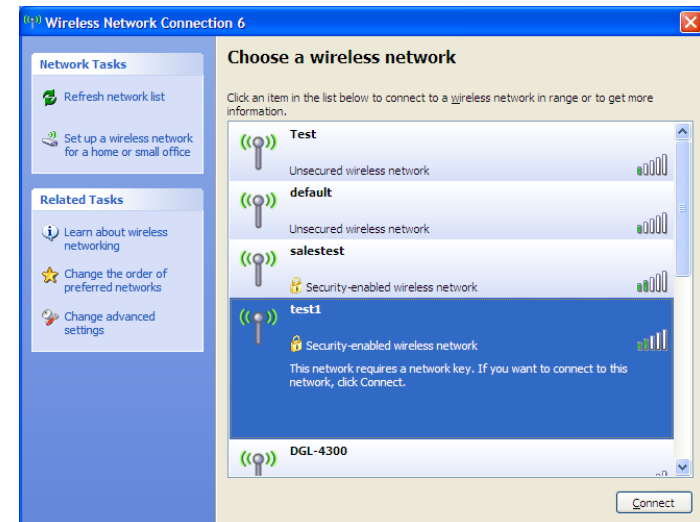 Wireless Network Connection 6
Network Tasks
Refresh network list
Set up a wireless network
for a home or small office
Related Tasks
Learn about wireless
networking
Change the order of
preferred networks
Change advanced
settings
Choose a wireless network
Click an item in the list below to connect to a wireless network in range or to get more
information.
Test
Unsecured wireless network
default
Unsecured wireless network
salestest
Security-enabled wireless network
test1
Security-enabled wireless network
This network requires a network key. If you want to connect to this
network, click Connect.
DGL-4300
Connect